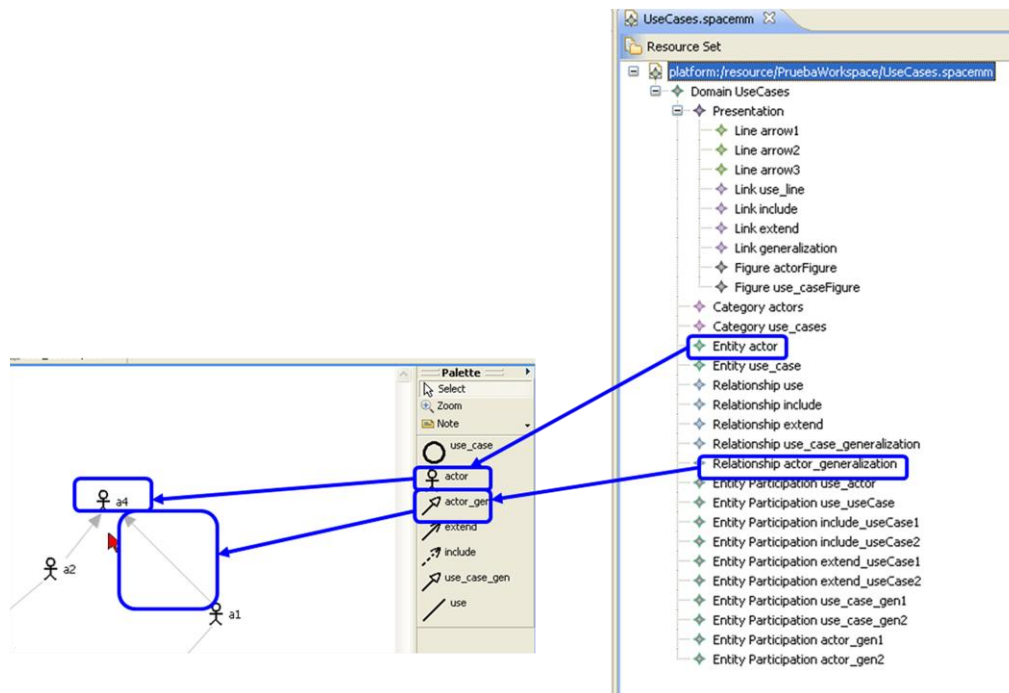 UseCases.spacemm
Resource Set
platform:/resource/PruebaWorkspace/UseCases.spacemm
Domain UseCases
Presentation
Line arrow1
Line arrow2
Line arrow3
Link use_line
Link include
Link extend
Link generalization
Figure actorFigure
Figure use_caseFigure
Category actors
Category use_cases
Entity actor
Entity use_case
Relationship use
Relationship include
Relationship extend
Relationship use_case_generalization
Relationship actor_generalization
Entity Participation use_actor
Entity Participation use_useCase
Entity Participation include_useCase1
Entity Participation include_useCase2
Entity Participation extend_useCase1
Entity Participation extend_useCase2
Entity Participation use_case_gen1
Entity Participation use_case_gen2
Entity Participation actor_gen1
Entity Participation actor_gen2
Palette
Select
Zoom
Note
use_case
actor
actor_gen
extend
include
use_case_gen
use
a4
a2
a1